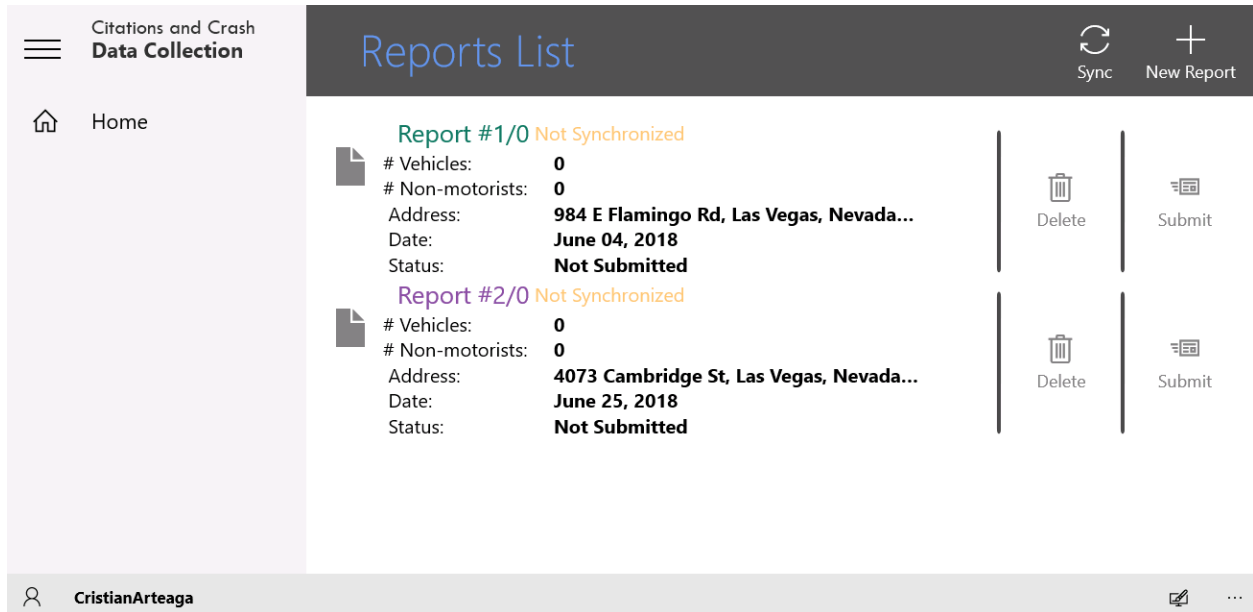 Citations and Crash
Data Collection
Home
Reports List
Sync
New Report
Report #1/0 Not Synchronized
# Vehicles: 0
# Non-motorists: 0
Address: 984 E Flamingo Rd, Las Vegas, Nevada...
Date: June 04, 2018
Status: Not Submitted
Delete
Submit
Report #2/0 Not Synchronized
# Vehicles: 0
# Non-motorists: 0
Address: 4073 Cambridge St, Las Vegas, Nevada...
Date: June 25, 2018
Status: Not Submitted
Delete
Submit
CristianArteaga
...